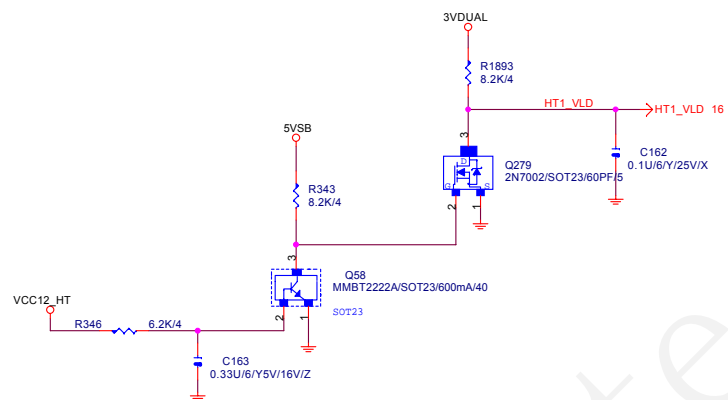 3VDUAL
R1893
8.2K/4
HT1_VLD
HT1_VLD 16
3
D
G
S
Q279
2N7002/SOT23/60PF/5
C162
0.1U/6/Y/25V/X
2
1
5VSB
R343
8.2K/4
3
Q58
MMBT2222A/SOT23/600mA/40
SOT23
2
1
VCC12_HT
R346
6.2K/4
C163
0.33U/6/Y5V/16V/Z